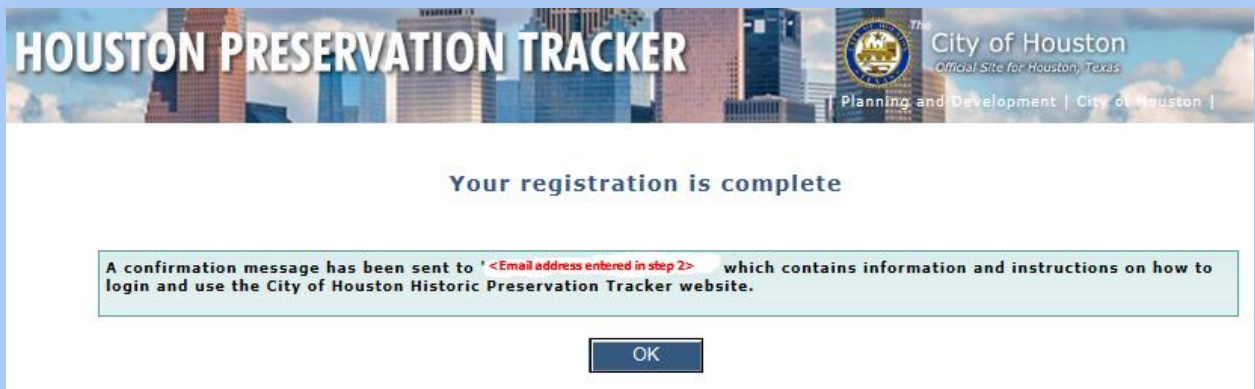 HOUSTON PRESERVATION TRACKER
The
City of Houston
Official Site for Houston, Texas
| Planning and Development | City of Houston |
Your registration is complete
A confirmation message has been sent to '<Email address entered in step 2> which contains information and instructions on how to
login and use the City of Houston Historic Preservation Tracker website.
OK